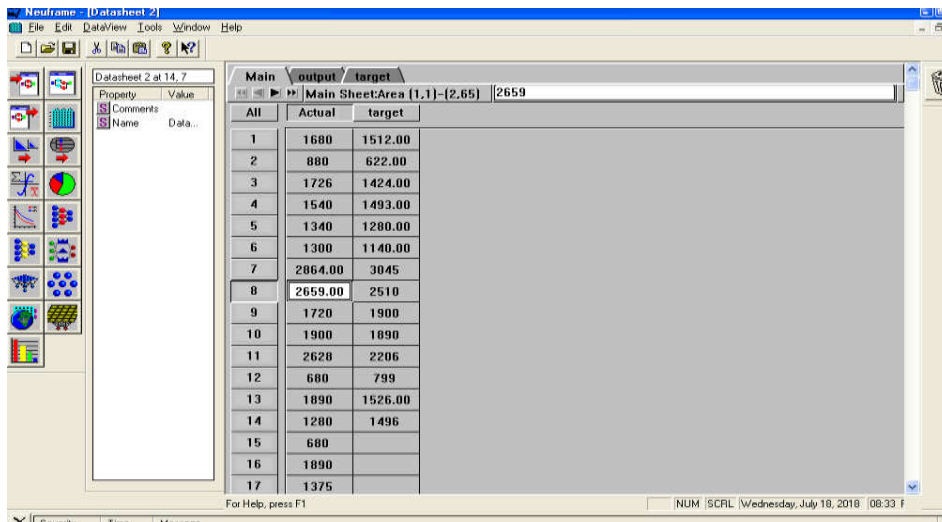 Neuframe - [Datasheet 2]
File Edit DataView Tools Window Help
Datasheet 2 at 14, 7
Property Value
S Comments
S Name Data...
Main output target
Main Sheet:Area (1,1)-(2,65) 2659
All Actual target
1 1680 1512.00
2 880 622.00
3 1726 1424.00
4 1540 1493.00
5 1340 1280.00
6 1300 1140.00
7 2864.00 3045
8 2659.00 2510
9 1720 1900
10 1900 1890
11 2628 2206
12 680 799
13 1890 1526.00
14 1280 1496
15 680
16 1890
17 1375
For Help, press F1 NUM SCRL Wednesday, July 18, 2018 08:33
Time Message